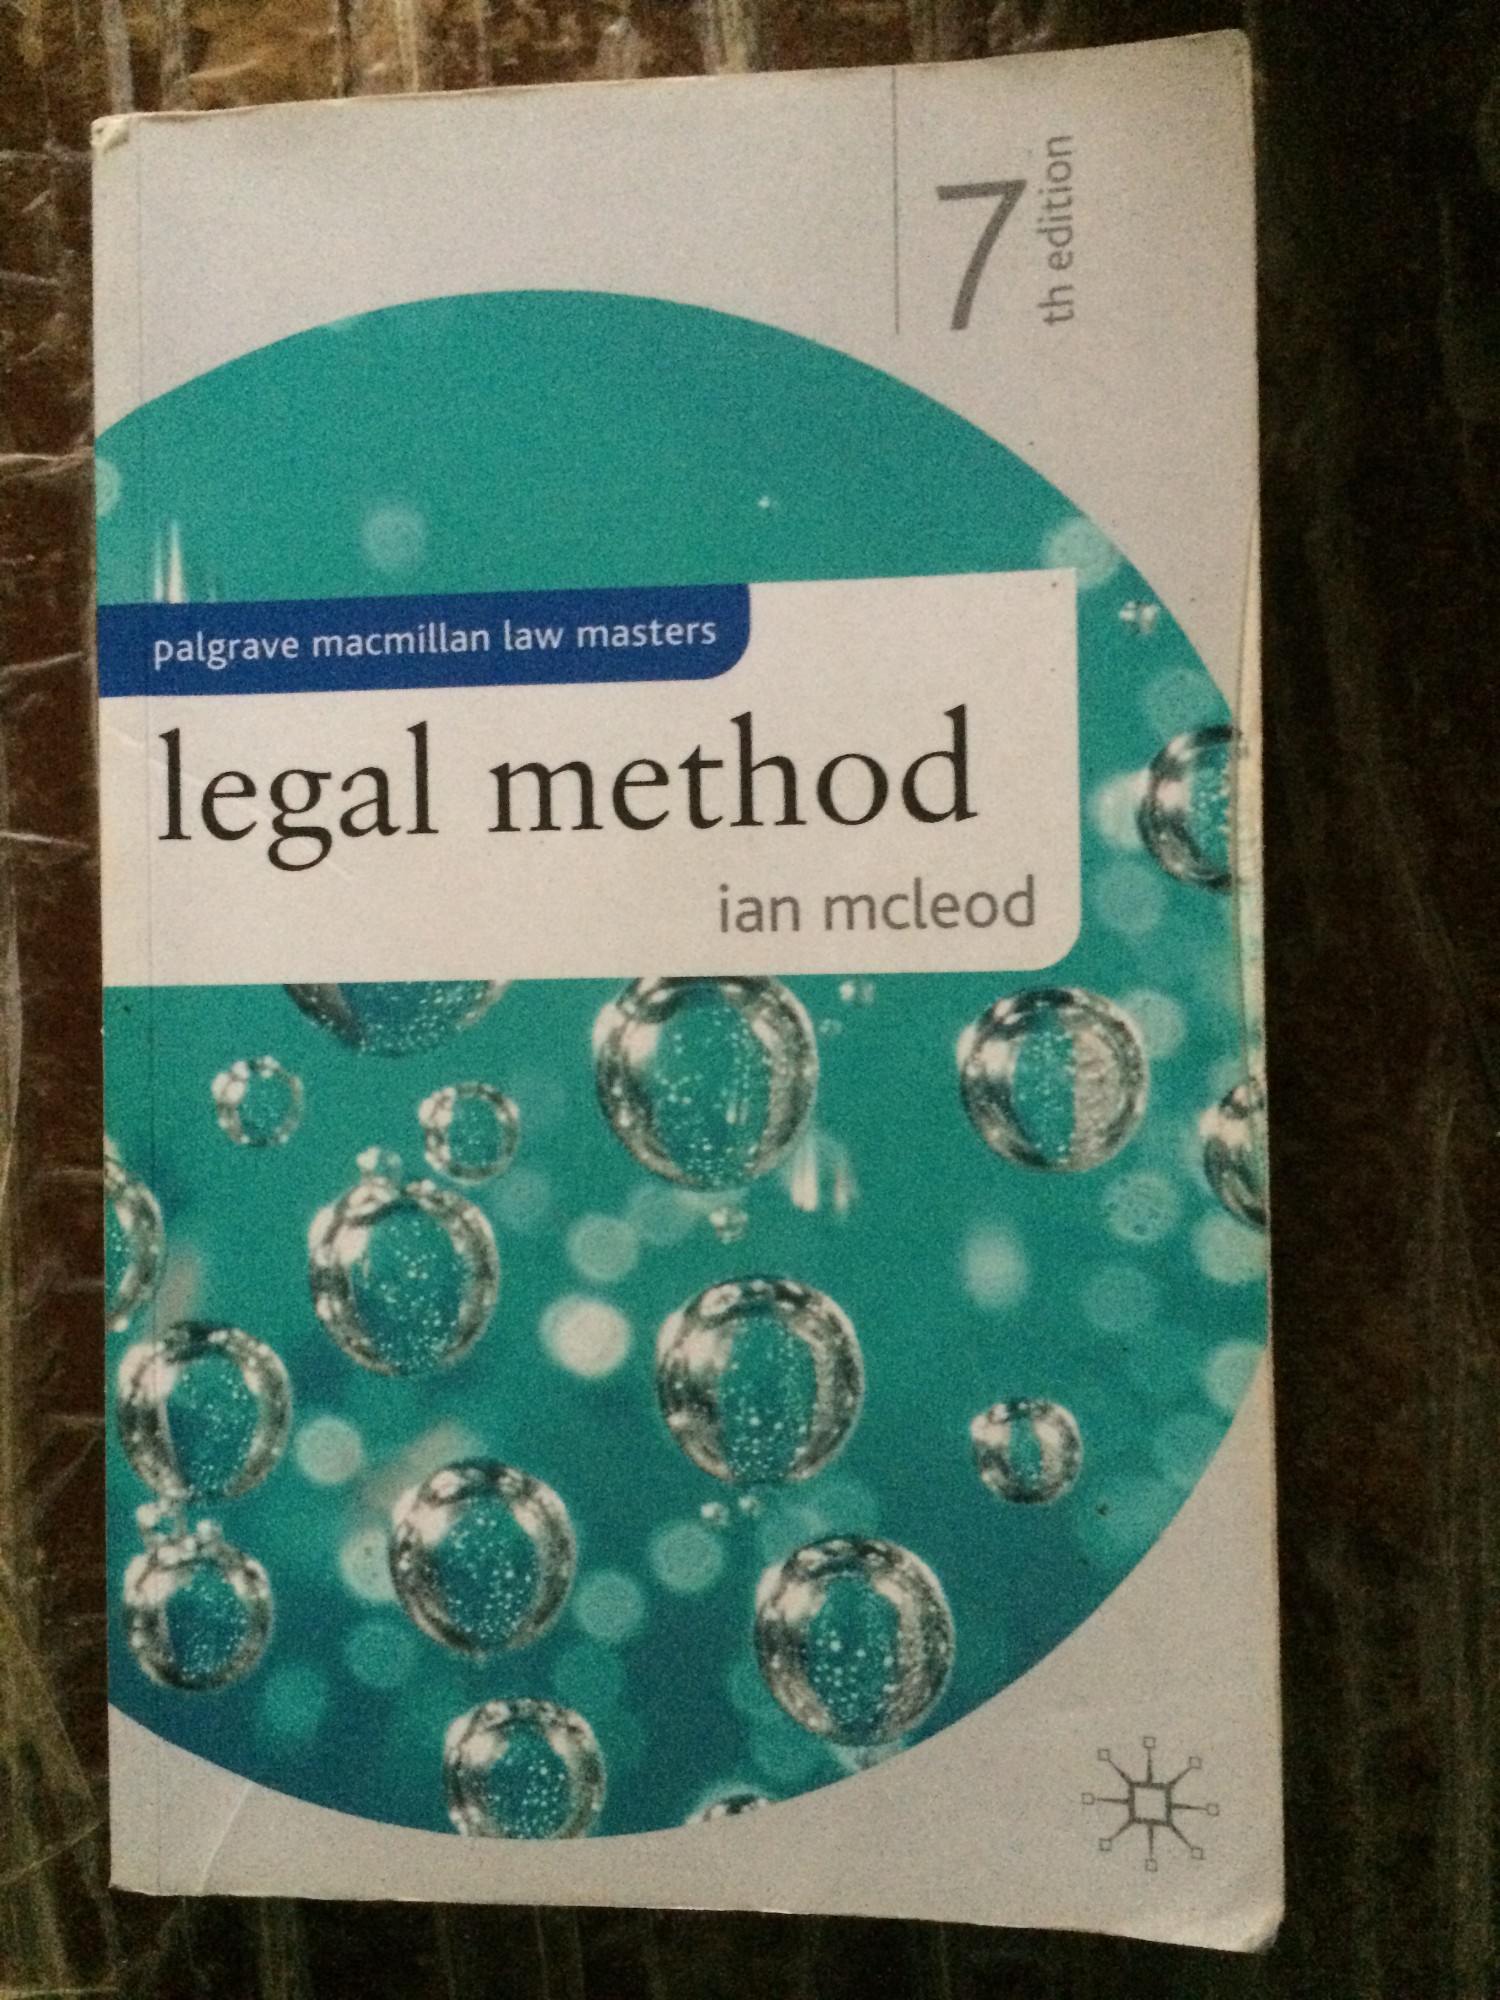 7
th edition
palgrave macmillan law masters
legal method
ian mcleod